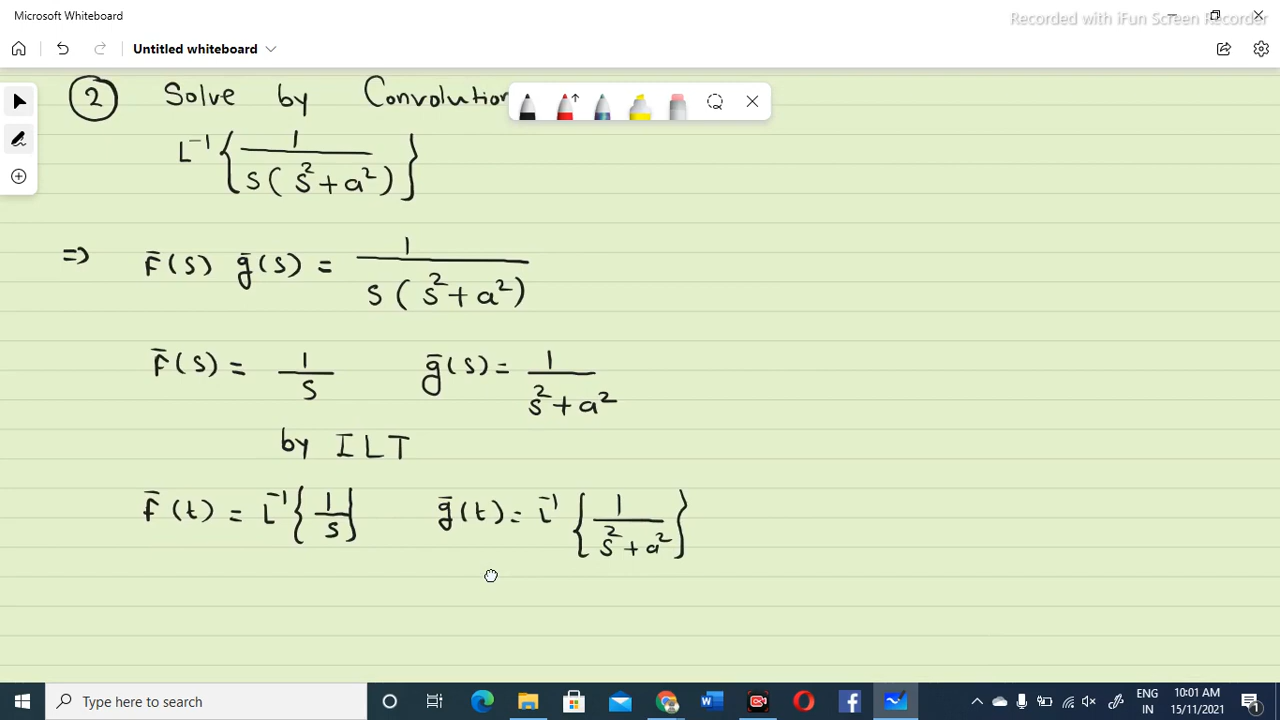 Microsoft Whiteboard
Recorded with iFun Screen Recorder
Untitled whiteboard
② Solve by Convolution
L⁻¹{1/(s(s²+a²))}
⇒ F̄(s) ḡ(s) = 1/(s(s²+a²))
F̄(s) = 1/s ḡ(s) = 1/(s²+a²)
by ILT
F̄(t) = L⁻¹{1/s} ḡ(t) = L⁻¹{1/(s²+a²)}
Type here to search
ENG
IN
10:01 AM
15/11/2021
1